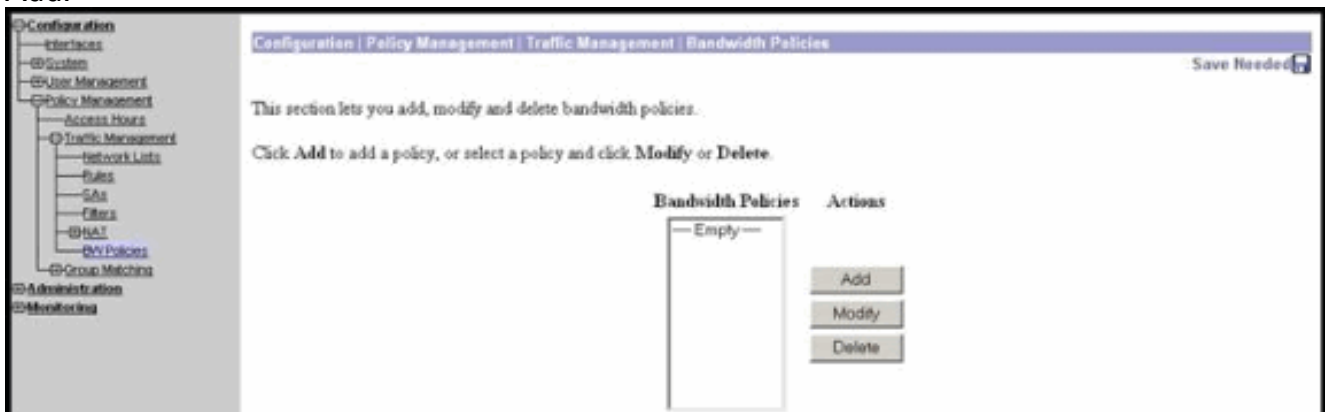 Add.
Configuration
Interfaces
System
User Management
Policy Management
Access Hours
Traffic Management
Network Lists
Rules
SAs
Filters
NAT
BW Policies
Group Matching
Administration
Monitoring
Configuration | Policy Management | Traffic Management | Bandwidth Policies
Save Needed
This section lets you add, modify and delete bandwidth policies.
Click Add to add a policy, or select a policy and click Modify or Delete.
Bandwidth Policies Actions
— Empty —
Add
Modify
Delete